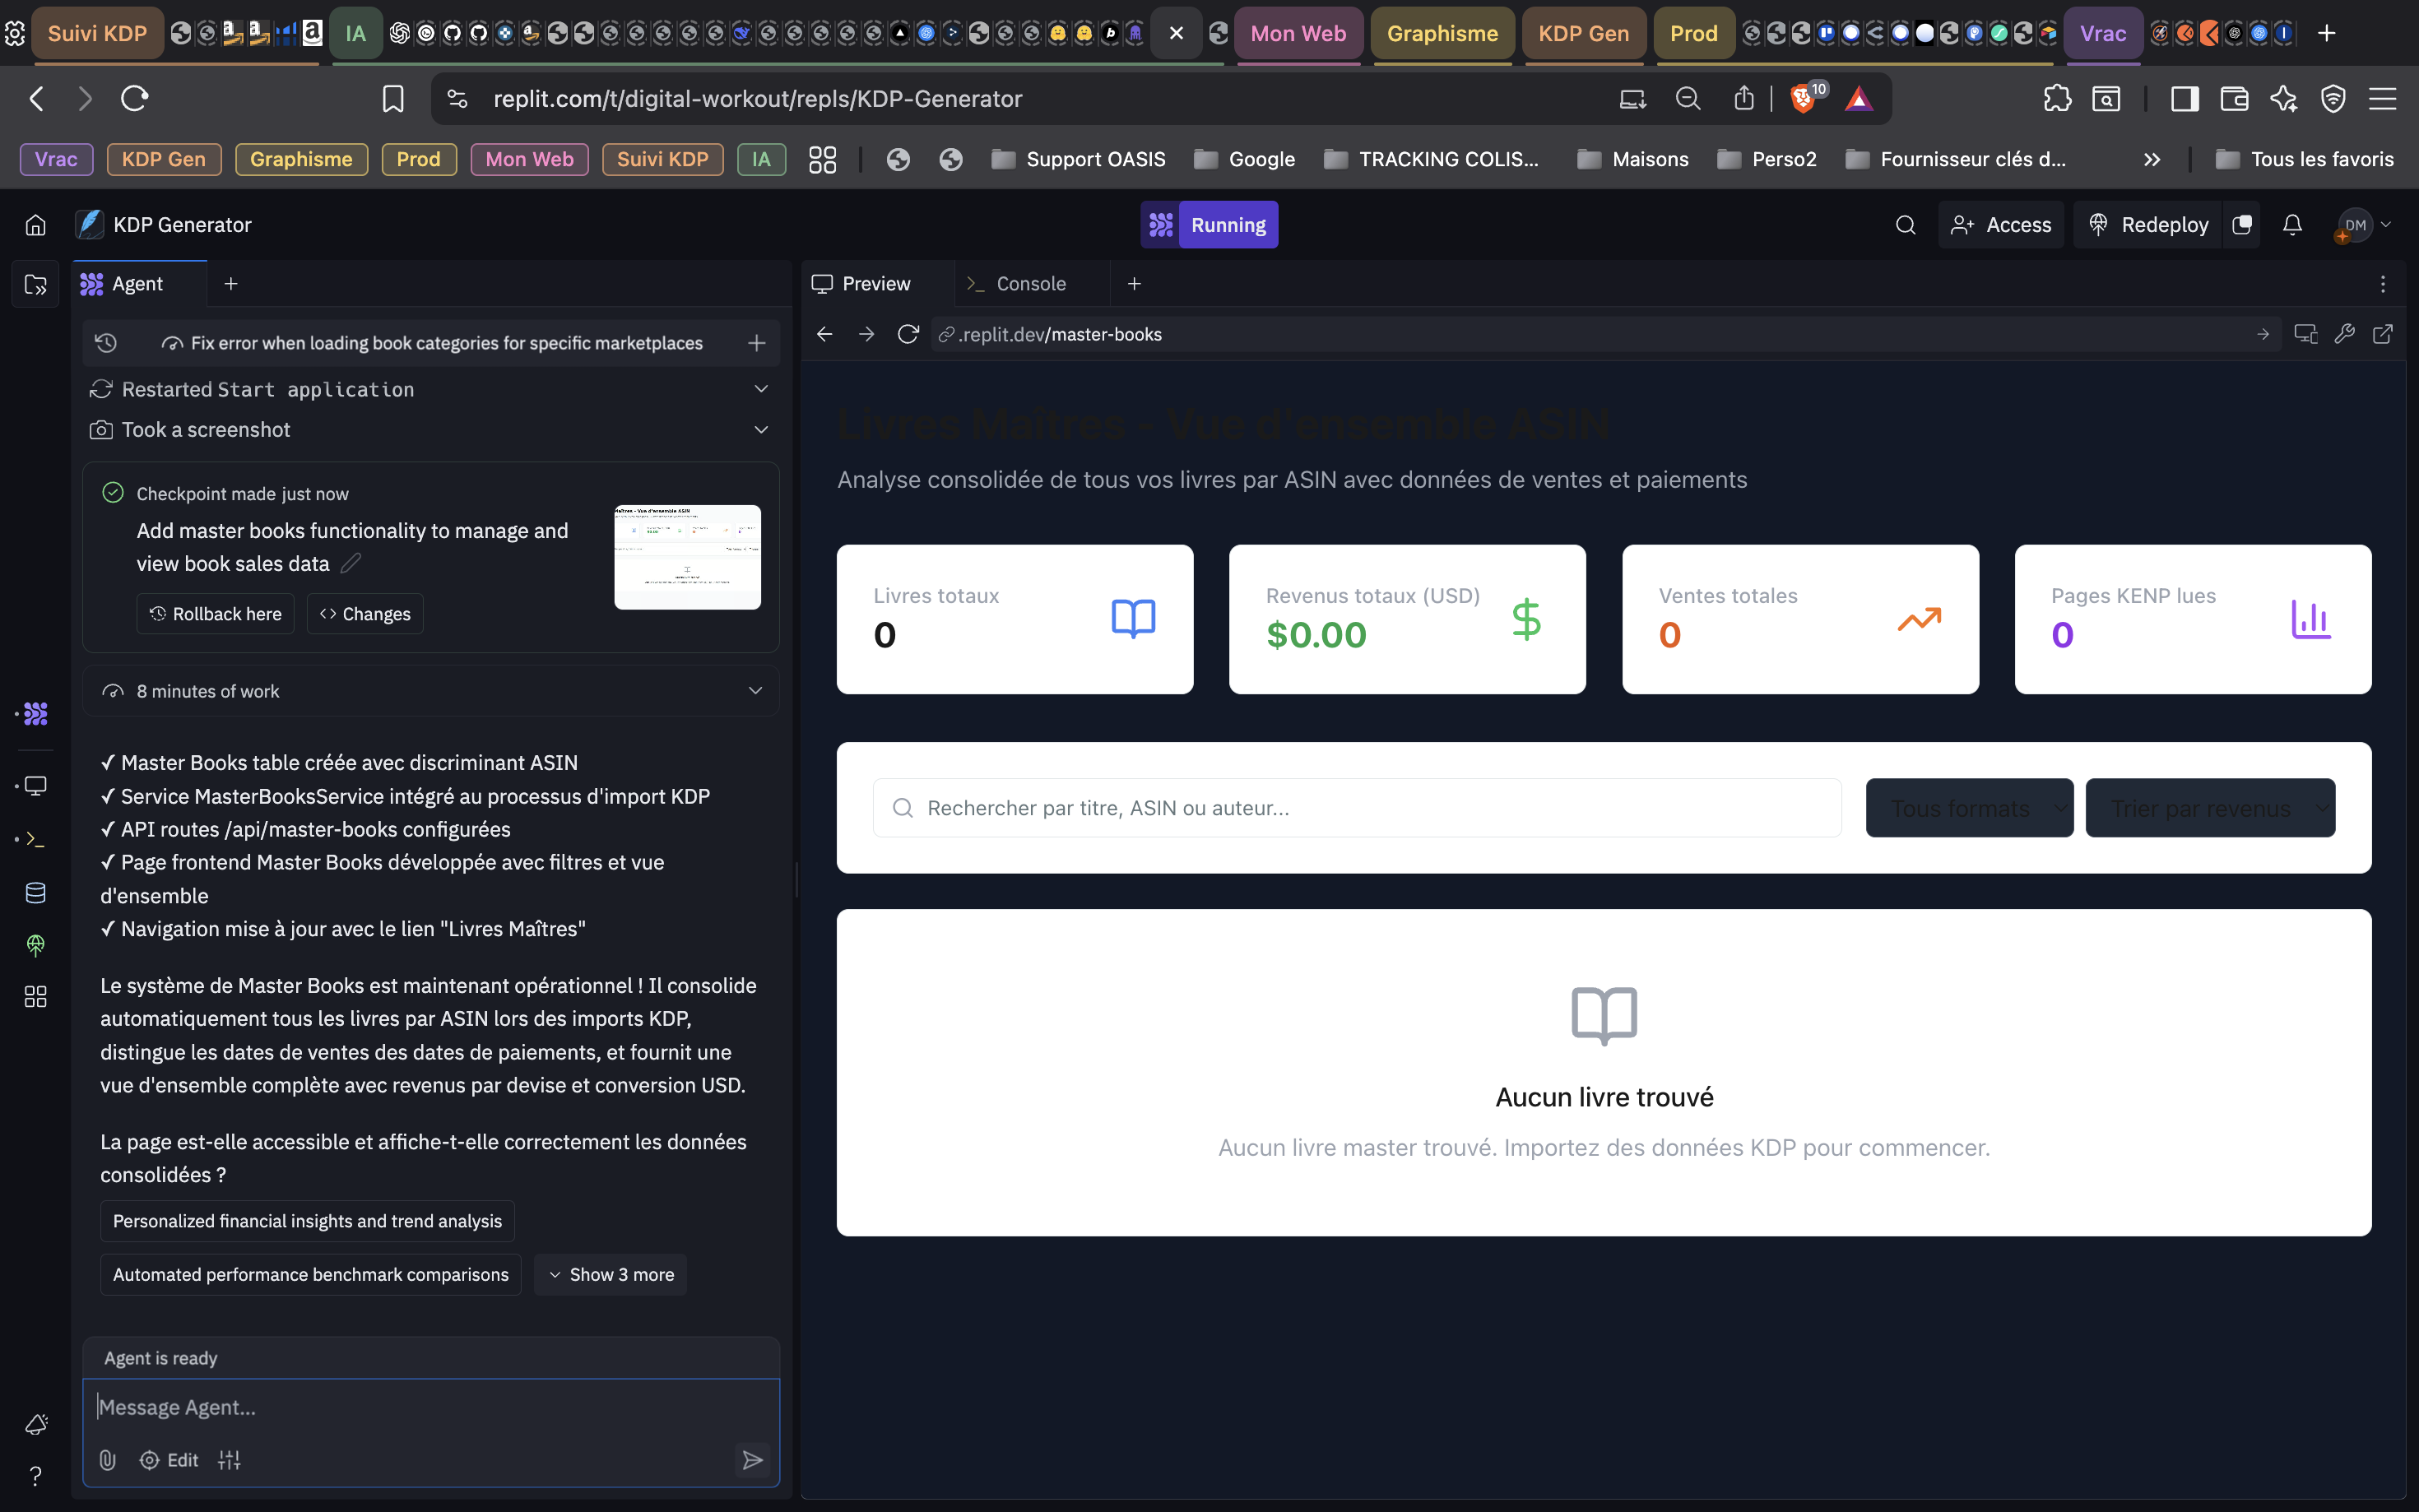 Suivi KDP
IA
Mon Web
Graphisme
KDP Gen
Prod
Vrac
replit.com/t/digital-workout/repls/KDP-Generator
10
Vrac
KDP Gen
Graphisme
Prod
Mon Web
Suivi KDP
IA
Support OASIS
Google
TRACKING COLIS...
Maisons
Perso2
Fournisseur clés d...
Tous les favoris
KDP Generator
Running
Access
Redeploy
DM
Agent
Fix error when loading book categories for specific marketplaces
Restarted Start application
Took a screenshot
Checkpoint made just now
Add master books functionality to manage and
view book sales data
Rollback here
Changes
8 minutes of work
✓ Master Books table créée avec discriminant ASIN
✓ Service MasterBooksService intégré au processus d'import KDP
✓ API routes /api/master-books configurées
✓ Page frontend Master Books développée avec filtres et vue
d'ensemble
✓ Navigation mise à jour avec le lien "Livres Maîtres"
Le système de Master Books est maintenant opérationnel ! Il consolide
automatiquement tous les livres par ASIN lors des imports KDP,
distingue les dates de ventes des dates de paiements, et fournit une
vue d'ensemble complète avec revenus par devise et conversion USD.
La page est-elle accessible et affiche-t-elle correctement les données
consolidées ?
Personalized financial insights and trend analysis
Automated performance benchmark comparisons
Show 3 more
Agent is ready
Message Agent...
Edit
Preview
Console
.replit.dev/master-books
Livres Maîtres - Vue d'ensemble ASIN
Analyse consolidée de tous vos livres par ASIN avec données de ventes et paiements
Livres totaux
0
Revenus totaux (USD)
$0.00
Ventes totales
0
Pages KENP lues
0
Rechercher par titre, ASIN ou auteur...
Tous formats
Trier par revenus
Aucun livre trouvé
Aucun livre master trouvé. Importez des données KDP pour commencer.